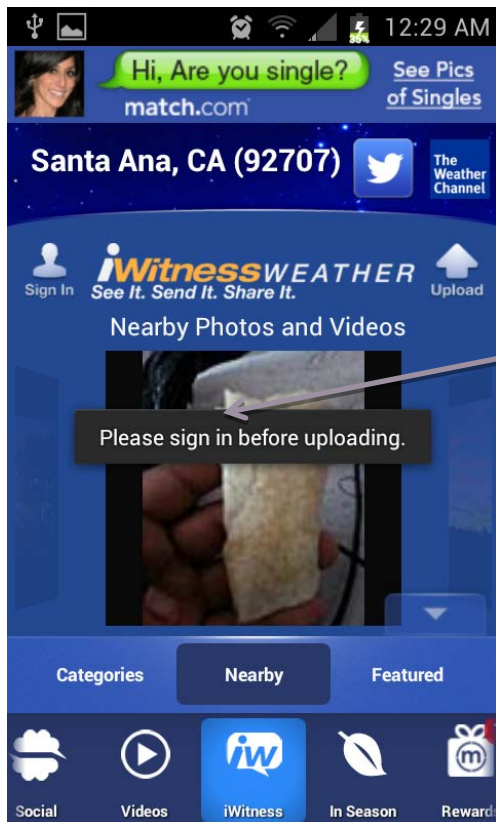 35%
12:29 AM
Hi, Are you single?
match.com
See Pics
of Singles
Santa Ana, CA (92707)
The
Weather
Channel
Sign In
iWitnessWEATHER
See It. Send It. Share It.
Upload
Nearby Photos and Videos
Please sign in before uploading.
Categories
Nearby
Featured
iw
m
Social
Videos
iWitness
In Season
Reward